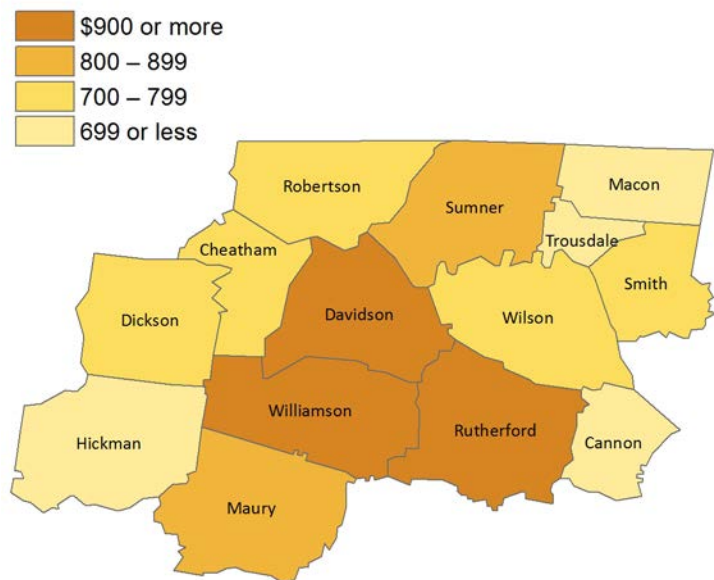 $900 or more
800 – 899
700 – 799
699 or less
Robertson
Sumner
Macon
Trousdale
Cheatham
Smith
Dickson
Davidson
Wilson
Williamson
Rutherford
Hickman
Cannon
Maury